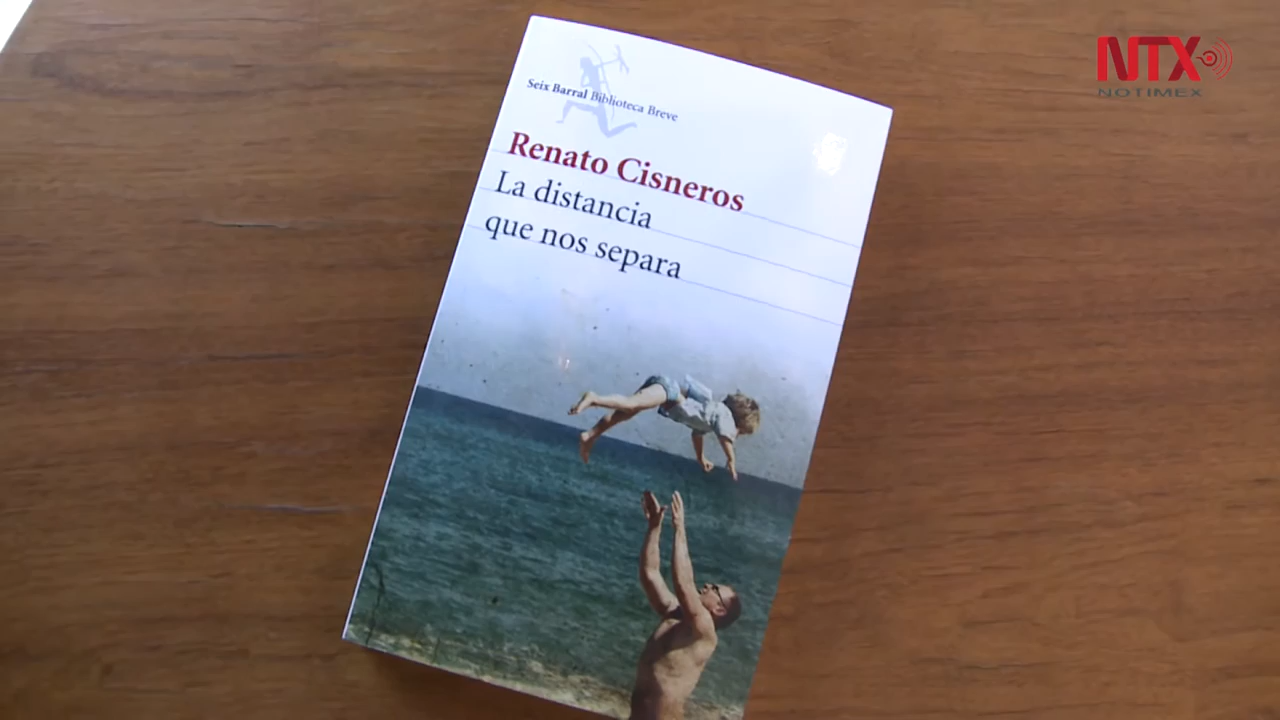 Seix Barral Biblioteca Breve
Renato Cisneros
La distancia
que nos separa
NTX
NOTIMEX